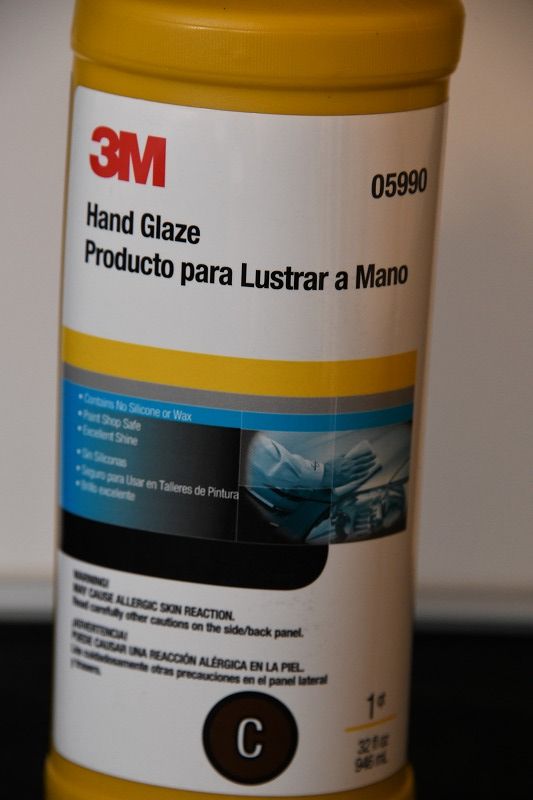 3M
05990
Hand Glaze
Producto para Lustrar a Mano
• Contains No Silicone or Wax
• Paint Shop Safe
• Excellent Shine
• Sin Siliconas
• Seguro para Usar en Talleres de Pintura
• Brillo excelente
WARNING!
MAY CAUSE ALLERGIC SKIN REACTION.
Read carefully other cautions on the side/back panel.
¡ADVERTENCIA!
PUEDE CAUSAR UNA REACCIÓN ALÉRGICA EN LA PIEL.
Lea cuidadosamente otras precauciones en el panel lateral
y trasero.
C
1 qt
32 fl oz
946 mL